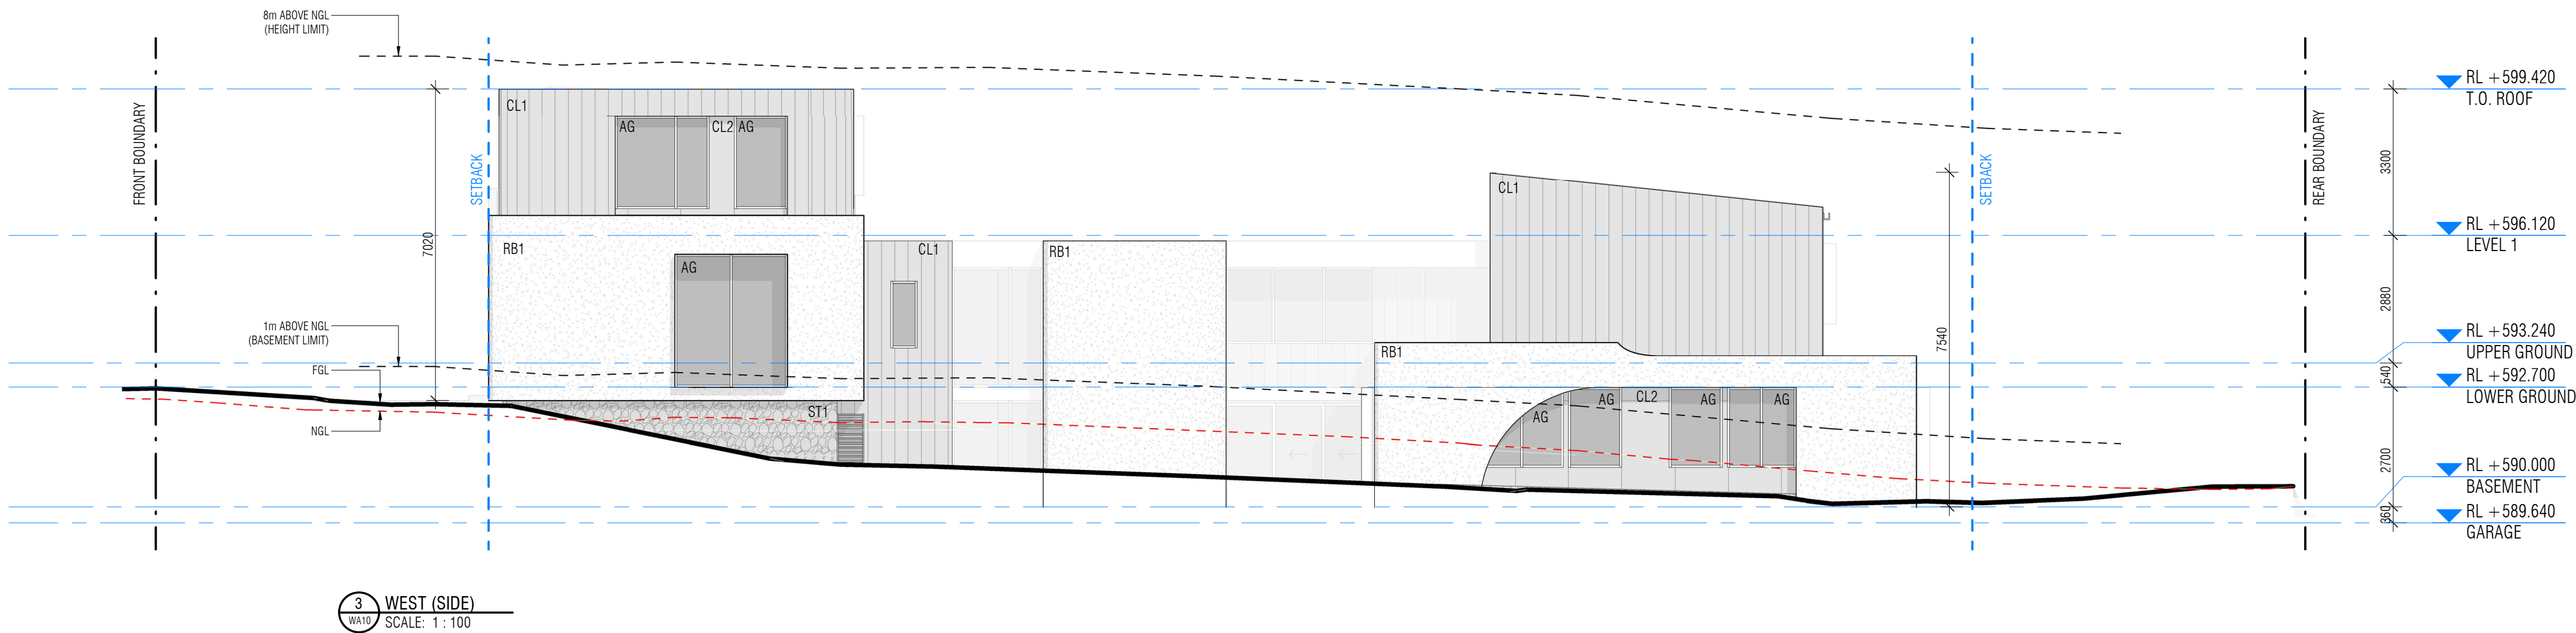 8m ABOVE NGL
(HEIGHT LIMIT)
FRONT BOUNDARY
SETBACK
7020
1m ABOVE NGL
(BASEMENT LIMIT)
FGL
NGL
CL1
AG
CL2
AG
RB1
AG
ST1
CL1
RB1
CL1
RB1
AG
AG
CL2
AG
AG
7540
SETBACK
REAR BOUNDARY
3300
2880
540
2700
360
RL +599.420
T.O. ROOF
RL +596.120
LEVEL 1
RL +593.240
UPPER GROUND
RL +592.700
LOWER GROUND
RL +590.000
BASEMENT
RL +589.640
GARAGE
3
WA10
WEST (SIDE)
SCALE: 1 : 100